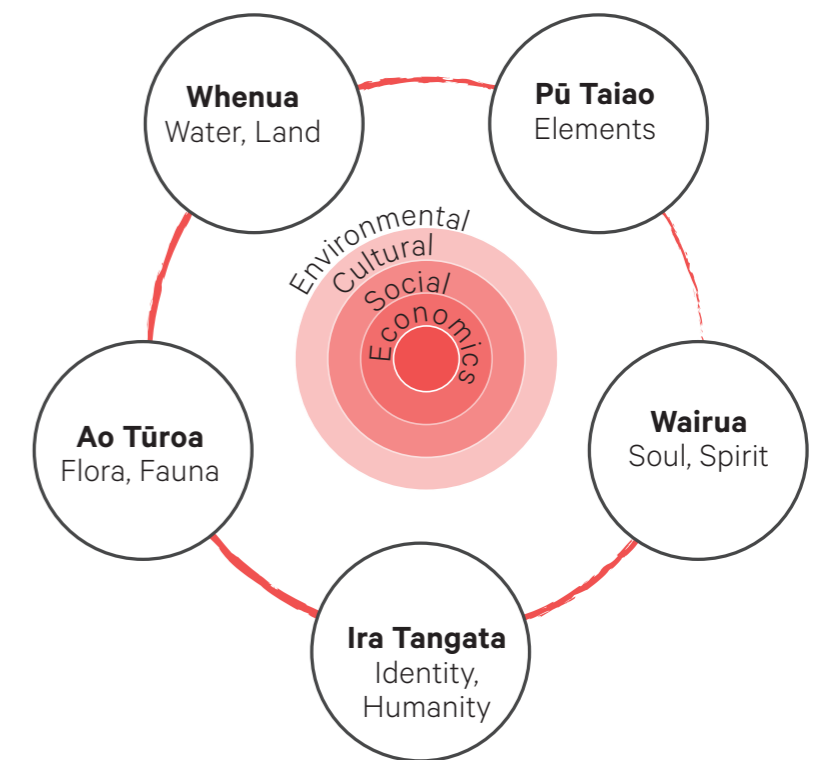 Whenua
Water, Land
Pū Taiao
Elements
Environmental
Cultural
Social
Economics
Ao Tūroa
Flora, Fauna
Wairua
Soul, Spirit
Ira Tangata
Identity,
Humanity